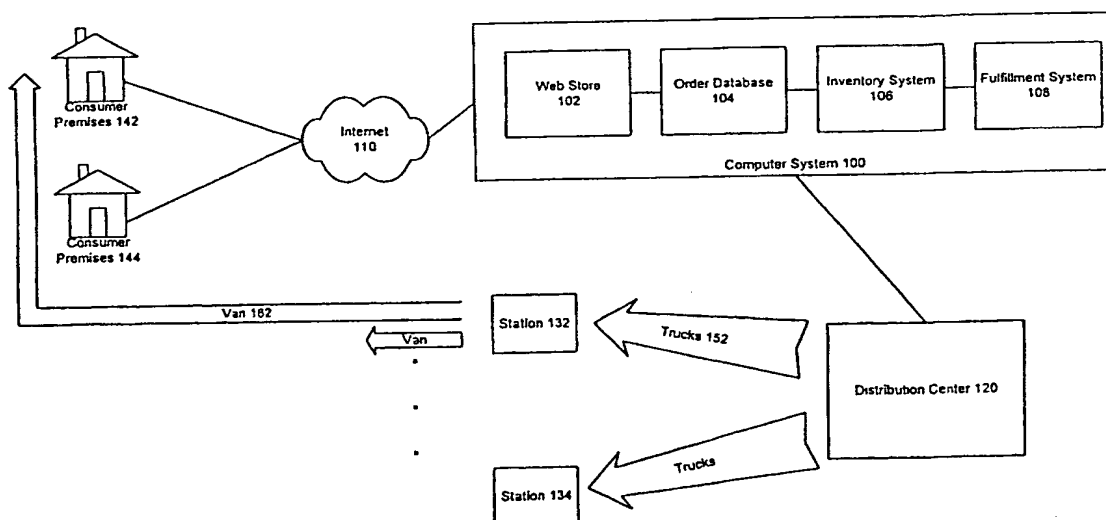 Web Store
102
Order Database
104
Inventory System
106
Fulfillment System
108
Computer System 100
Internet
110
Consumer
Premises 142
Consumer
Premises 144
Van 162
Van
Station 132
Trucks 152
Distribution Center 120
Trucks
Station 134